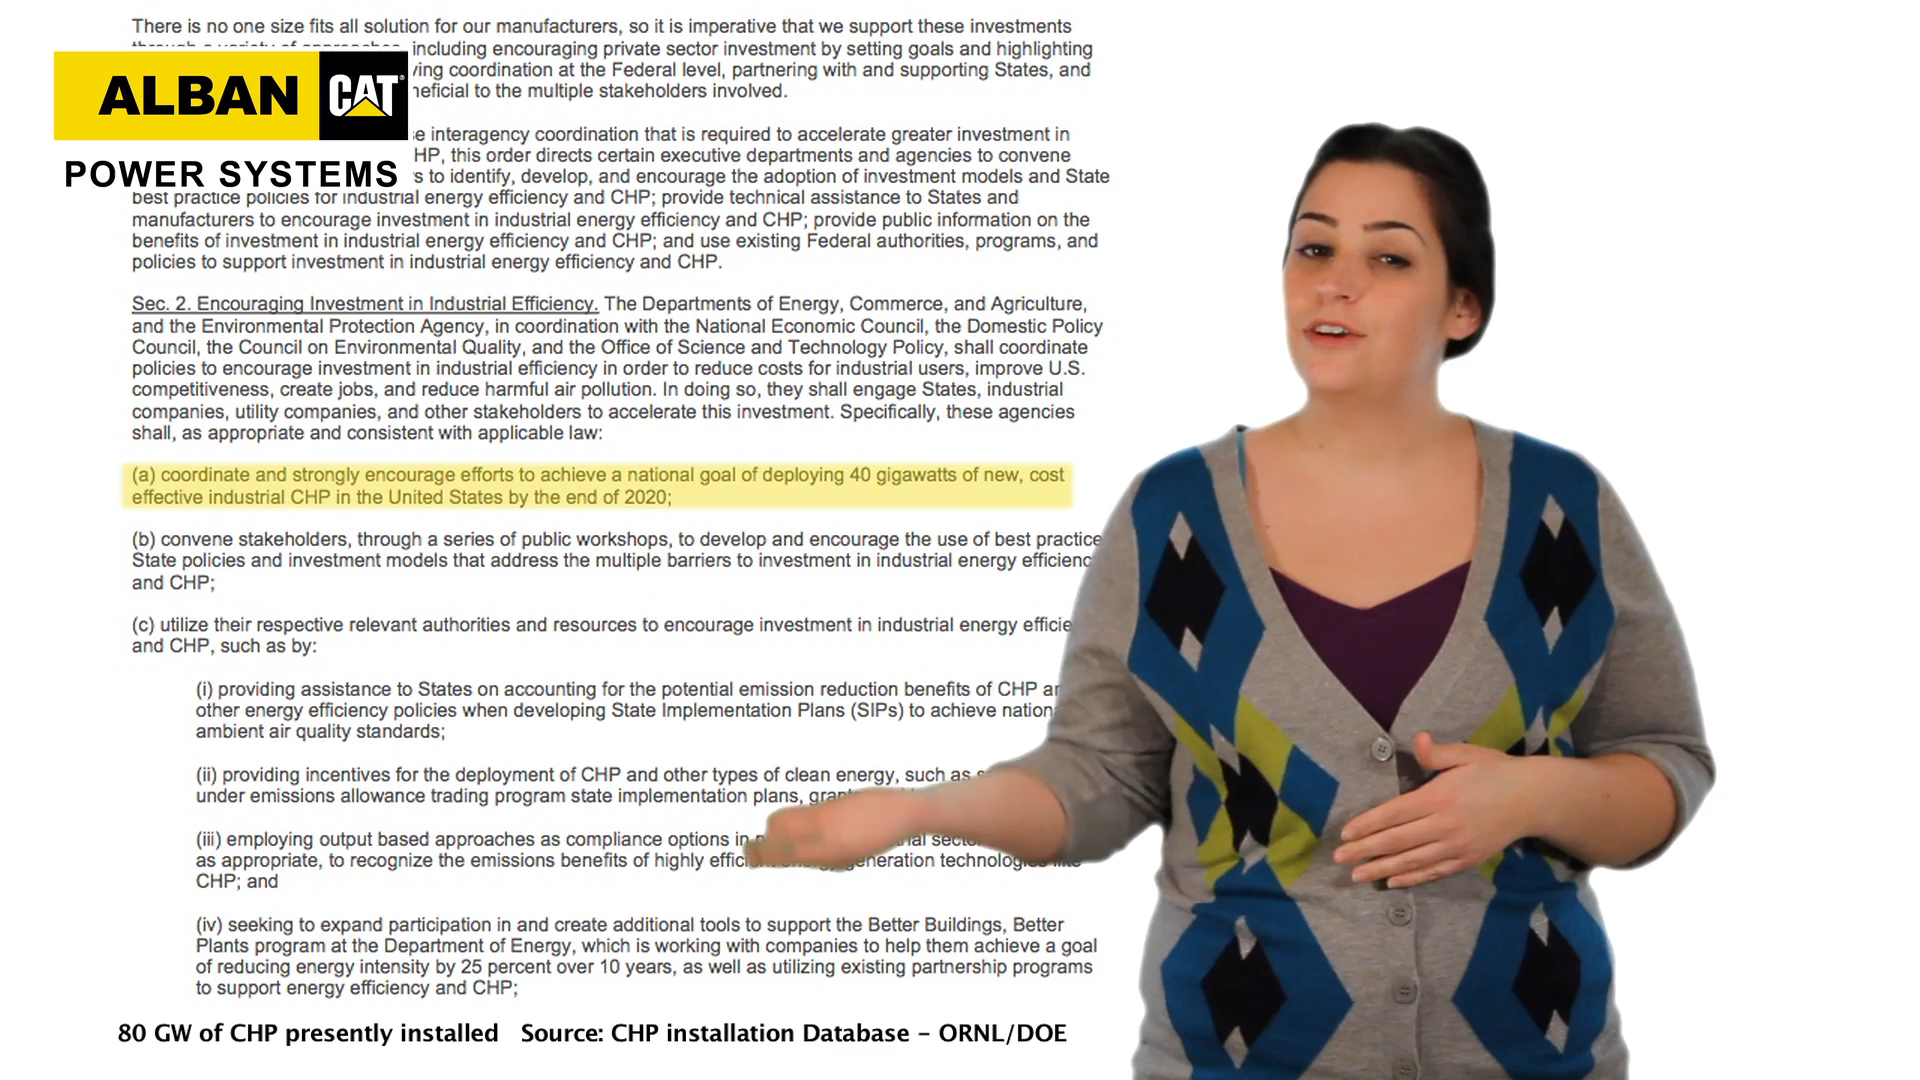 There is no one size fits all solution for our manufacturers, so it is imperative that we support these investments
including encouraging private sector investment by setting goals and highlighting
ALBAN CAT
coordination at the Federal level, partnering with and supporting States, and
to the multiple stakeholders involved.
interagency coordination that is required to accelerate greater investment in
this order directs certain executive departments and agencies to convene
POWER SYSTEMS
to identify, develop, and encourage the adoption of investment models and State
best practice policies for industrial energy efficiency and CHP; provide technical assistance to States and
manufacturers to encourage investment in industrial energy efficiency and CHP; provide public information on the
benefits of investment in industrial energy efficiency and CHP; and use existing Federal authorities, programs, and
policies to support investment in industrial energy efficiency and CHP.
Sec. 2. Encouraging Investment in Industrial Efficiency. The Departments of Energy, Commerce, and Agriculture,
and the Environmental Protection Agency, in coordination with the National Economic Council, the Domestic Policy
Council, the Council on Environmental Quality, and the Office of Science and Technology Policy, shall coordinate
policies to encourage investment in industrial efficiency in order to reduce costs for industrial users, improve U.S.
competitiveness, create jobs, and reduce harmful air pollution. In doing so, they shall engage States, industrial
companies, utility companies, and other stakeholders to accelerate this investment. Specifically, these agencies
shall, as appropriate and consistent with applicable law:
(a) coordinate and strongly encourage efforts to achieve a national goal of deploying 40 gigawatts of new, cost
effective industrial CHP in the United States by the end of 2020;
(b) convene stakeholders, through a series of public workshops, to develop and encourage the use of best practice
State policies and investment models that address the multiple barriers to investment in industrial energy
and CHP;
(c) utilize their respective relevant authorities and resources to encourage investment in industrial energy
and CHP, such as by:
(i) providing assistance to States on accounting for the potential emission reduction benefits of CHP
other energy efficiency policies when developing State Implementation Plans (SIPs) to achieve
ambient air quality standards;
(ii) providing incentives for the deployment of CHP and other types of clean energy, such as
under emissions allowance trading program state implementation plans,
(iii) employing output based approaches as compliance options in
as appropriate, to recognize the emissions benefits of highly generation technologies
CHP; and
(iv) seeking to expand participation in and create additional tools to support the Better Buildings, Better
Plants program at the Department of Energy, which is working with companies to help them achieve a goal
of reducing energy intensity by 25 percent over 10 years, as well as utilizing existing partnership programs
to support energy efficiency and CHP;
80 GW of CHP presently installed Source: CHP installation Database - ORNL/DOE